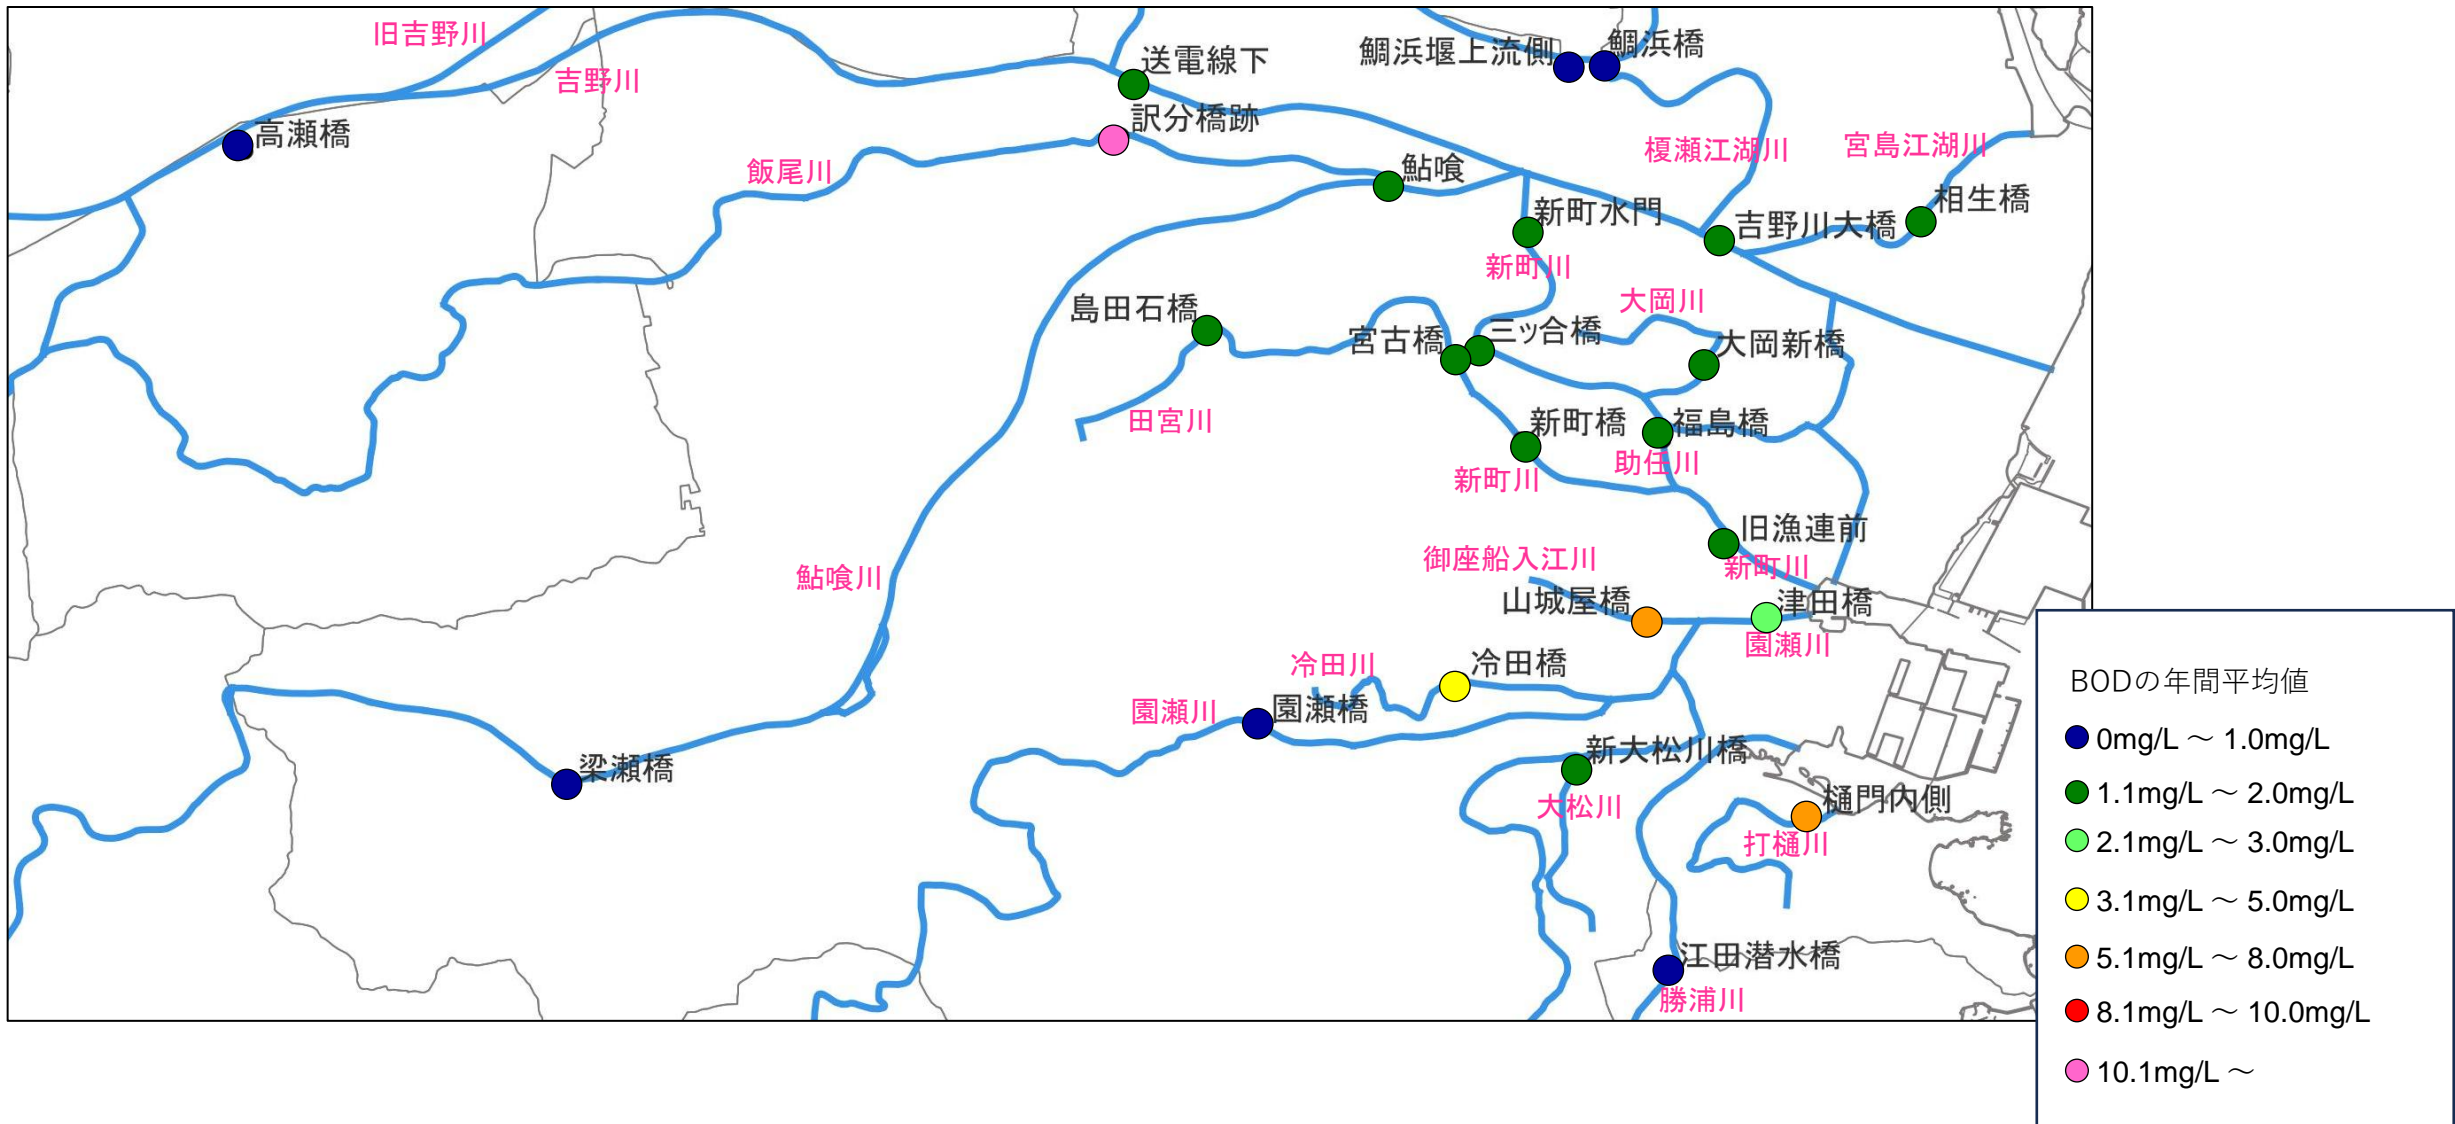 旧吉野川
吉野川
高瀬橋
飯尾川
送電線下
訳分橋跡
鮎喰
鯛浜堰上流側
鯛浜橋
榎瀬江湖川
宮島江湖川
相生橋
新町水門
吉野川大橋
新町川
大岡川
島田石橋
宮古橋
三ッ合橋
大岡新橋
田宮川
新町橋
福島橋
新町川
助任川
旧漁連前
新町川
鮎喰川
御座船入江川
山城屋橋
津田橋
園瀬川
冷田川
冷田橋
園瀬川
園瀬橋
梁瀬橋
新大松川橋
大松川
樋門内側
打樋川
江田潜水橋
勝浦川
BODの年間平均値
0mg/L ～ 1.0mg/L
1.1mg/L ～ 2.0mg/L
2.1mg/L ～ 3.0mg/L
3.1mg/L ～ 5.0mg/L
5.1mg/L ～ 8.0mg/L
8.1mg/L ～ 10.0mg/L
10.1mg/L ～